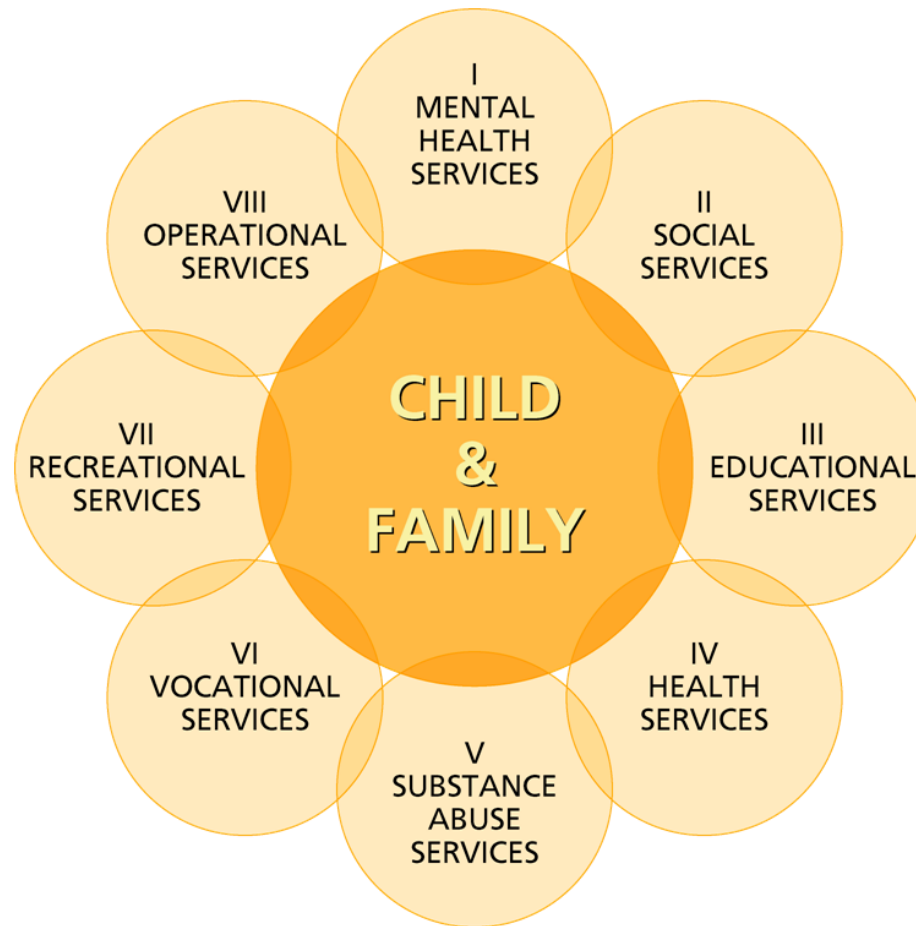 I
MENTAL
HEALTH
SERVICES
II
SOCIAL
SERVICES
III
EDUCATIONAL
SERVICES
IV
HEALTH
SERVICES
V
SUBSTANCE
ABUSE
SERVICES
VI
VOCATIONAL
SERVICES
VII
RECREATIONAL
SERVICES
VIII
OPERATIONAL
SERVICES
CHILD
&
FAMILY